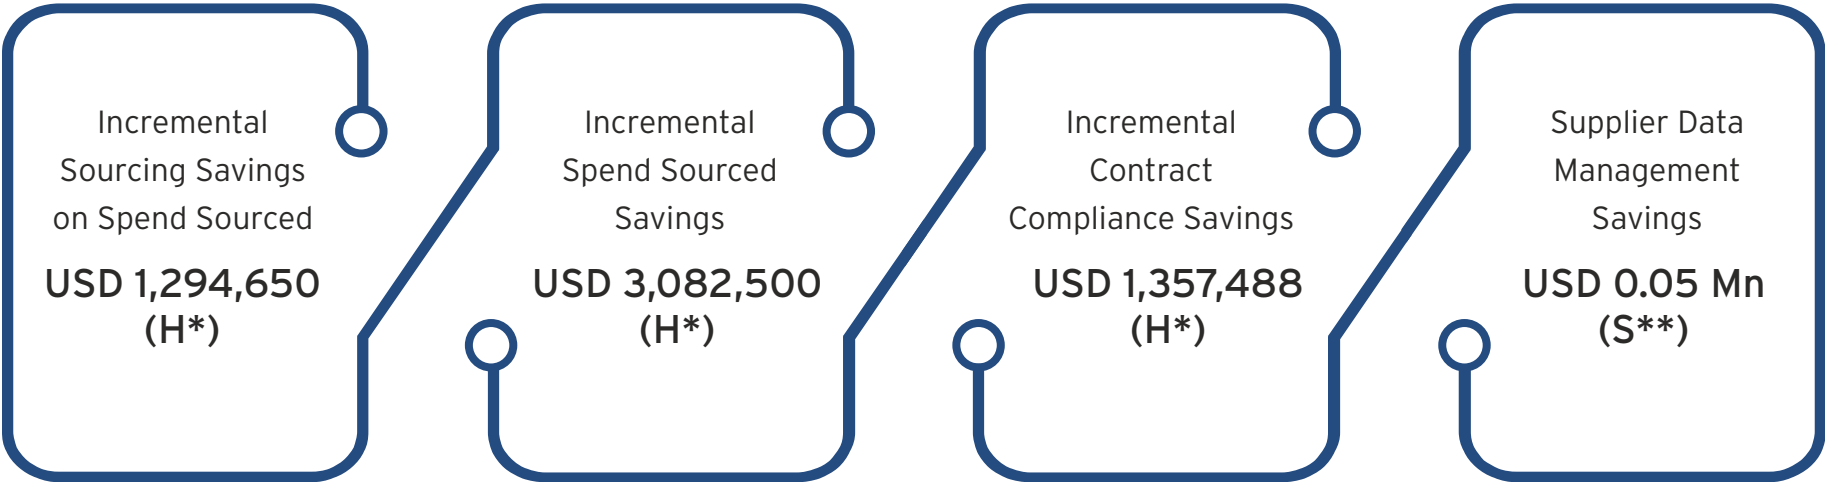 Incremental
Sourcing Savings
on Spend Sourced
USD 1,294,650
(H*)
Incremental
Spend Sourced
Savings
USD 3,082,500
(H*)
Incremental
Contract
Compliance Savings
USD 1,357,488
(H*)
Supplier Data
Management
Savings
USD 0.05 Mn
(S**)